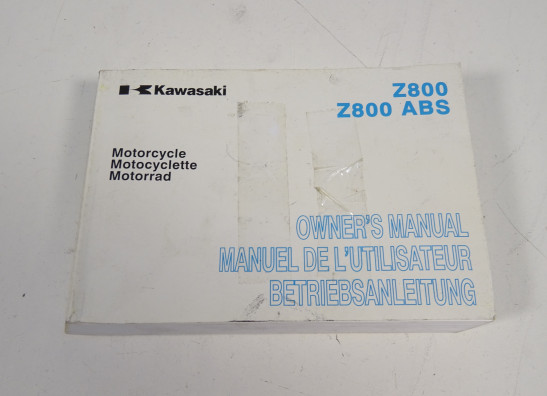 Kawasaki
Z800
Z800 ABS
Motorcycle
Motocyclette
Motorrad
OWNER'S MANUAL
MANUEL DE L'UTILISATEUR
BETRIEBSANLEITUNG